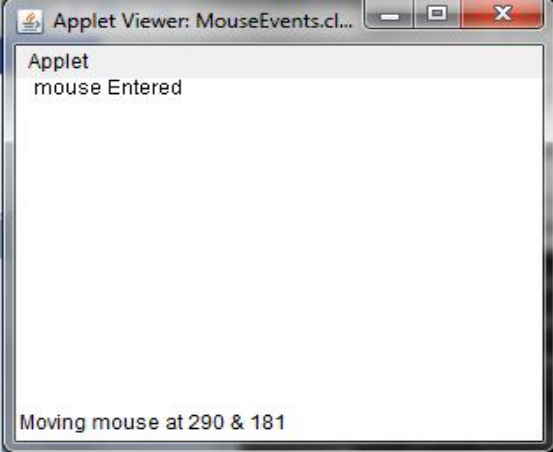 Applet Viewer: MouseEvents.cl...
Applet
mouse Entered
Moving mouse at 290 & 181